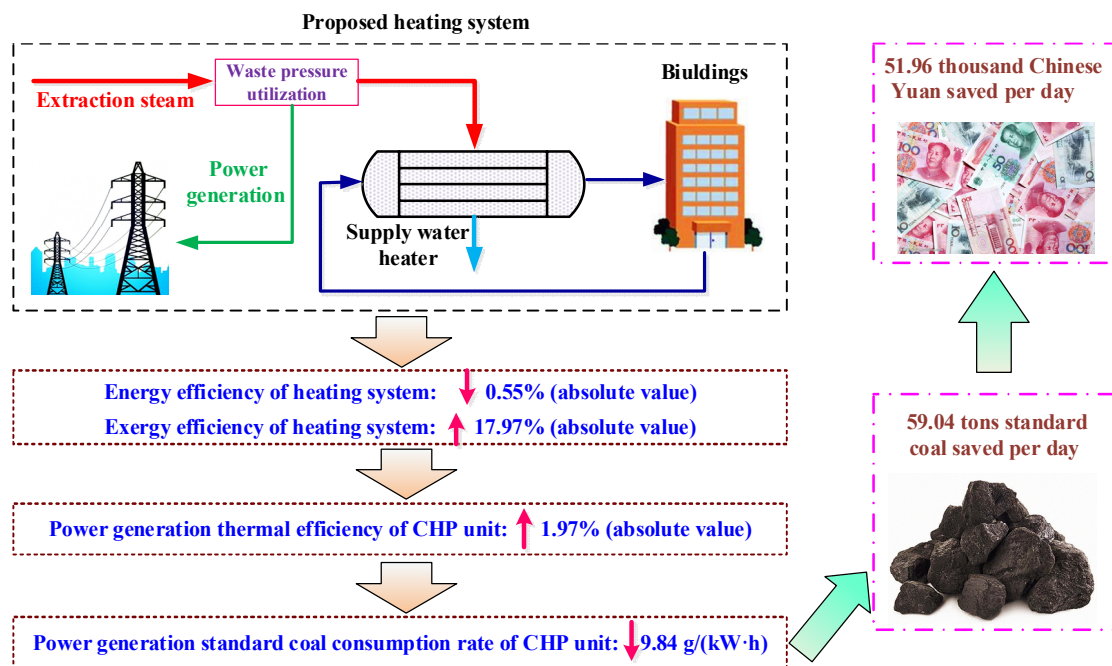 Proposed heating system
Waste pressure
utilization
Extraction steam
Biuldings
Power
generation
Supply water
heater
Energy efficiency of heating system: 0.55% (absolute value)
Exergy efficiency of heating system: 17.97% (absolute value)
Power generation thermal efficiency of CHP unit: 1.97% (absolute value)
Power generation standard coal consumption rate of CHP unit: 9.84 g/(kW·h)
59.04 tons standard
coal saved per day
51.96 thousand Chinese
Yuan saved per day
100
50